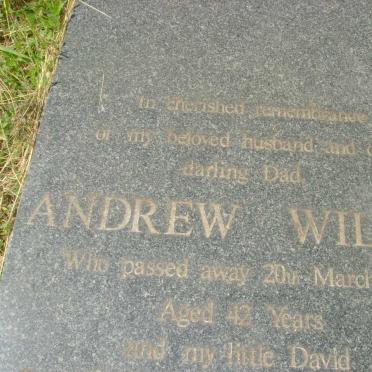 In cherished remembrance
of my beloved husband and
darling Dad
ANDREW WIL
Who passed away 20th March
Aged 42 Years
and my little David